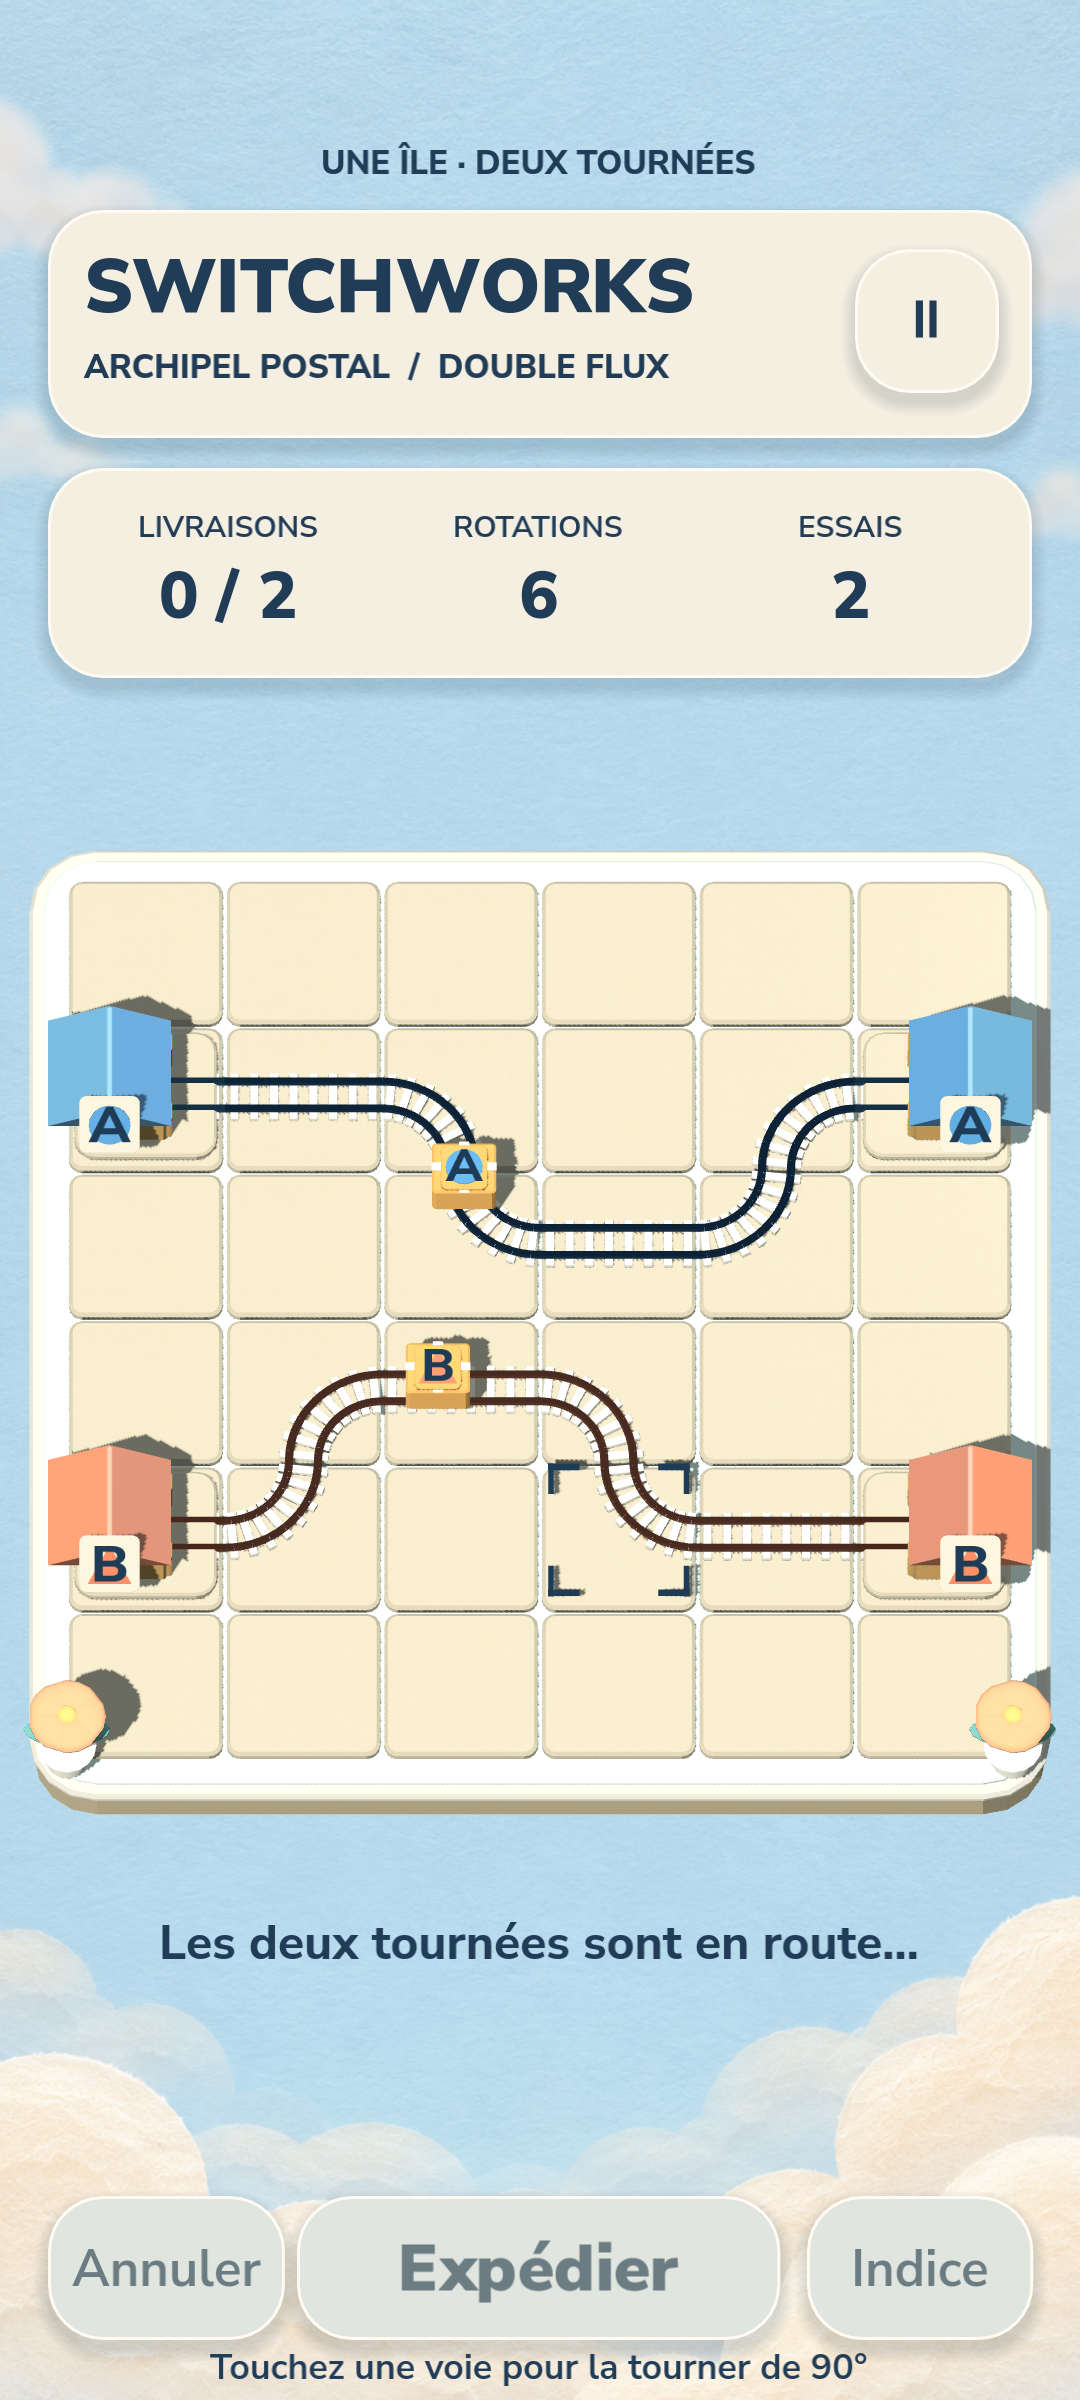 UNE ÎLE · DEUX TOURNÉES
SWITCHWORKS
ARCHIPEL POSTAL / DOUBLE FLUX
LIVRAISONS ROTATIONS ESSAIS
0 / 2 6 2
A A
A
B
B B
Les deux tournées sont en route...
Annuler Expédier Indice
Touchez une voie pour la tourner de 90°